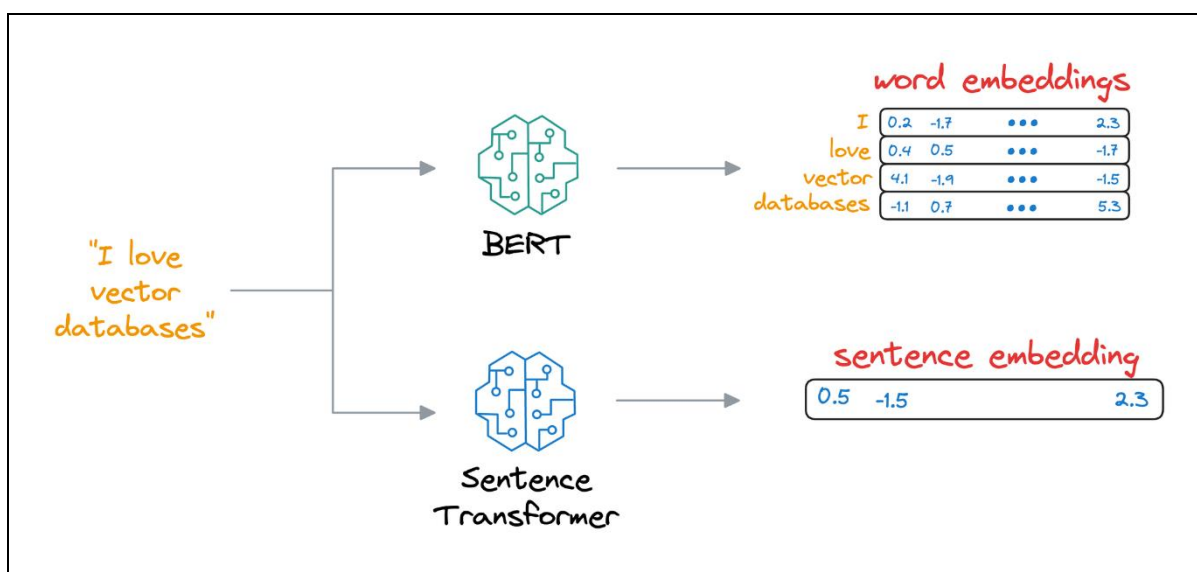 "I love
vector
databases"
BERT
word embeddings
I 0.2 -1.7 ••• 2.3
love 0.4 0.5 ••• -1.7
vector 4.1 -1.9 ••• -1.5
databases -1.1 0.7 ••• 5.3
Sentence
Transformer
sentence embedding
0.5 -1.5 2.3